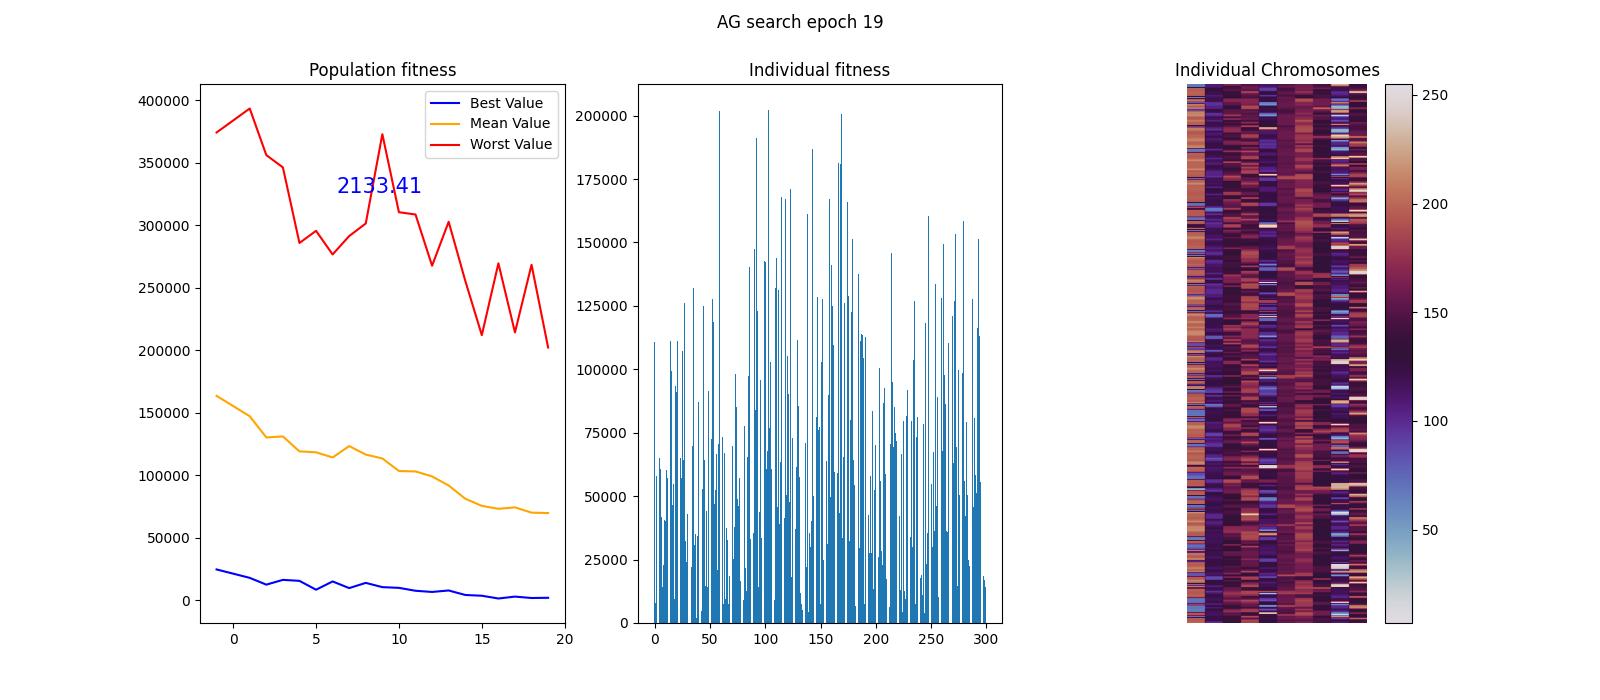 AG search epoch 19
Population fitness
400000
350000
300000
250000
200000
150000
100000
50000
0
0 5 10 15 20
Best Value
Mean Value
Worst Value
2133.41
Individual fitness
200000
175000
150000
125000
100000
75000
50000
25000
0
0 50 100 150 200 250 300
Individual Chromosomes
250
200
150
100
50